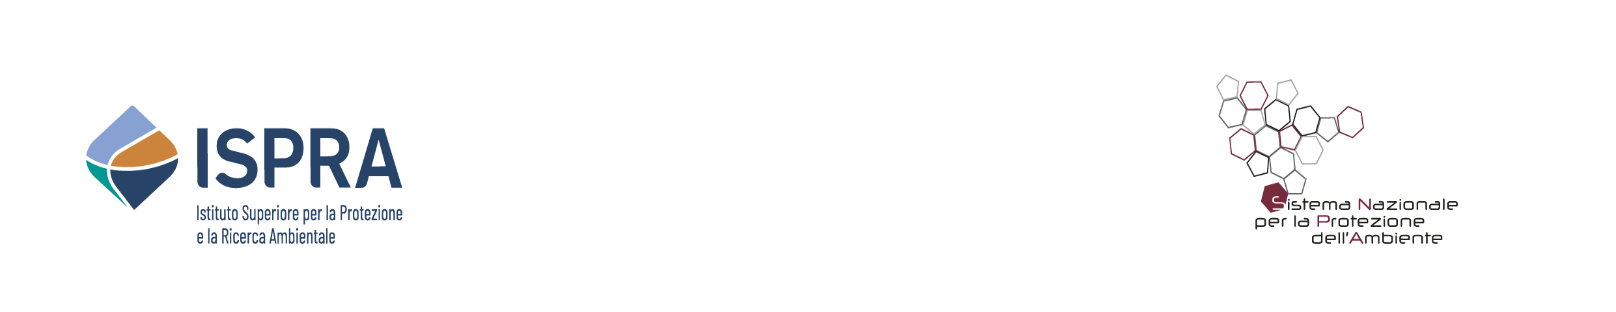 ISPRA
Istituto Superiore per la Protezione
e la Ricerca Ambientale
Sistema Nazionale
per la Protezione
dell'Ambiente